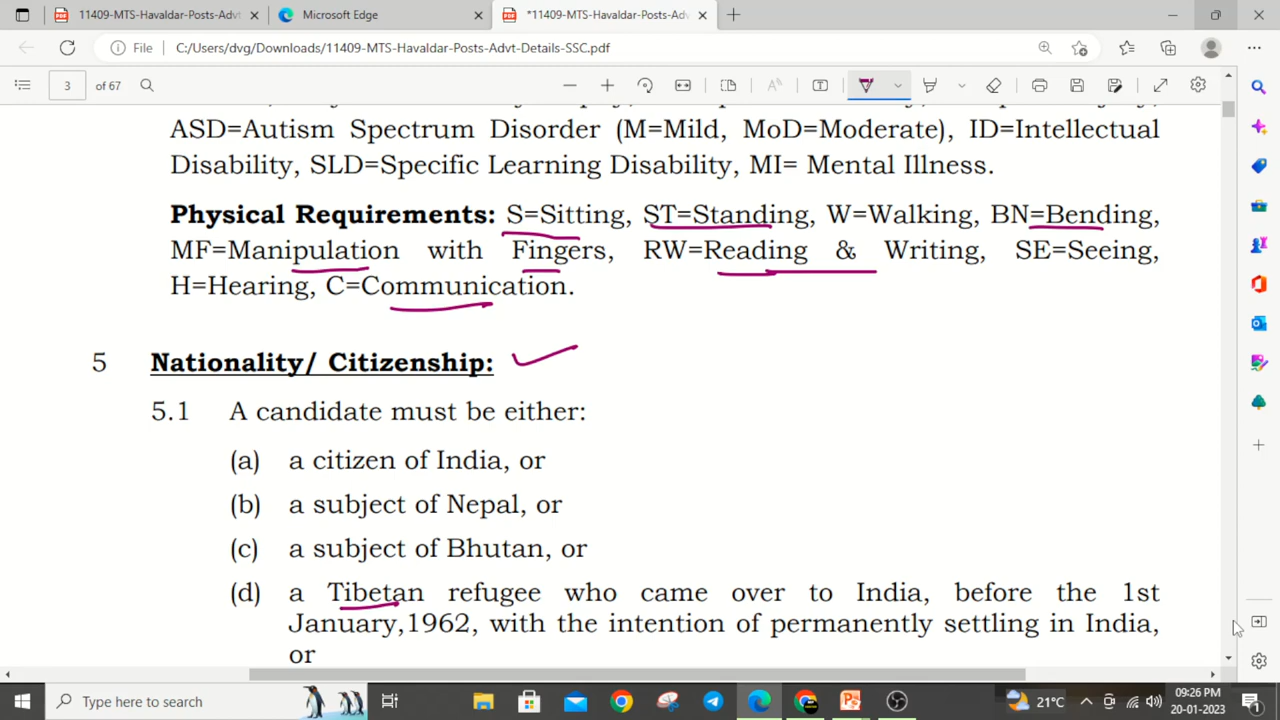 11409-MTS-Havaldar-Posts-Advt
Microsoft Edge
*11409-MTS-Havaldar-Posts-Adv
File
C:/Users/dvg/Downloads/11409-MTS-Havaldar-Posts-Advt-Details-SSC.pdf
3 of 67
ASD=Autism Spectrum Disorder (M=Mild, MoD=Moderate), ID=Intellectual
Disability, SLD=Specific Learning Disability, MI= Mental Illness.
Physical Requirements: S=Sitting, ST=Standing, W=Walking, BN=Bending,
MF=Manipulation with Fingers, RW=Reading & Writing, SE=Seeing,
H=Hearing, C=Communication.
5 Nationality/ Citizenship:
5.1 A candidate must be either:
(a) a citizen of India, or
(b) a subject of Nepal, or
(c) a subject of Bhutan, or
(d) a Tibetan refugee who came over to India, before the 1st
January,1962, with the intention of permanently settling in India,
or
Type here to search
21°C
09:26 PM
20-01-2023